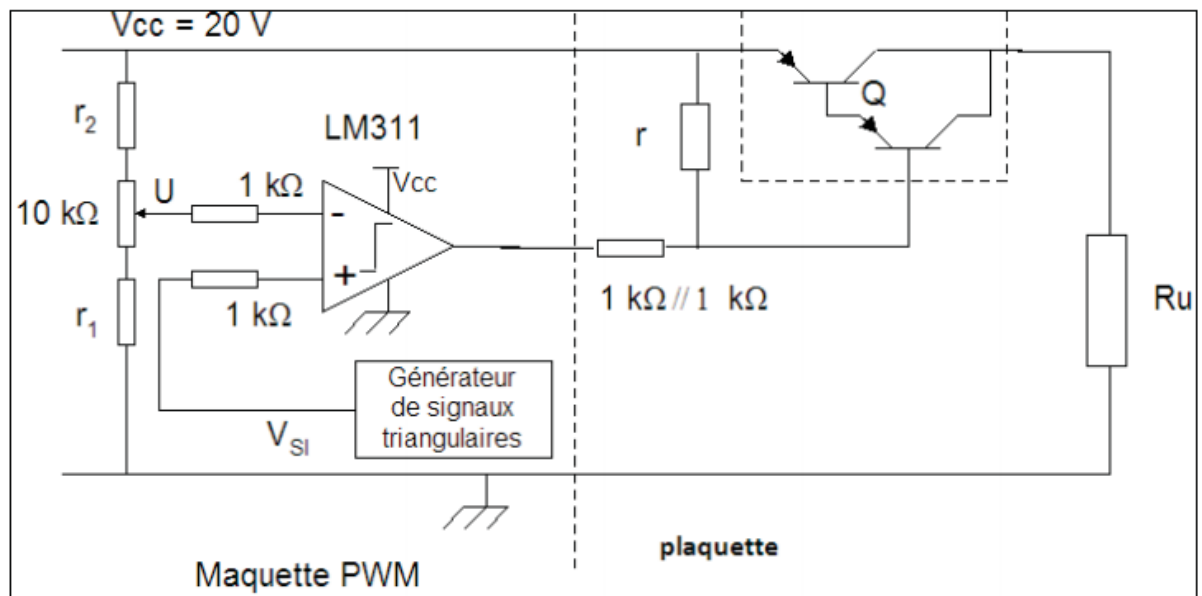 Vcc = 20 V
r₂
LM311
Q
r
U
1 kΩ
Vcc
10 kΩ
-
+
1 kΩ
1 kΩ // 1 kΩ
Ru
r₁
Générateur
de signaux
triangulaires
V_SI
plaquette
Maquette PWM